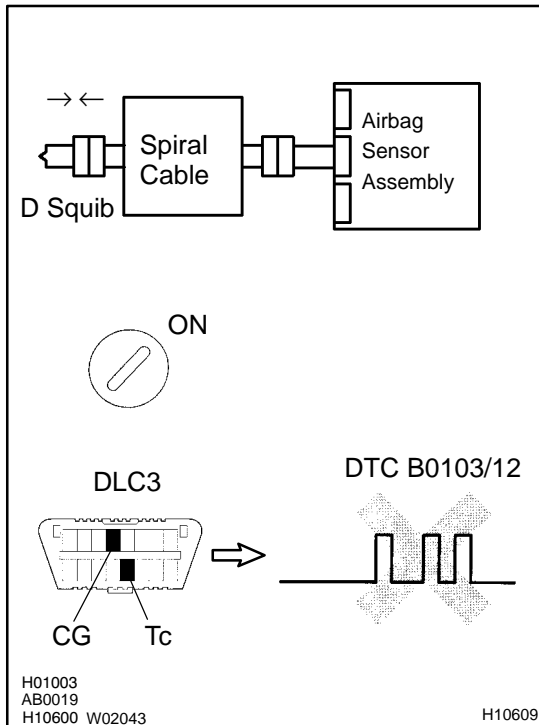 Airbag
Sensor
Assembly
Spiral
Cable
D Squib
ON
DLC3
DTC B0103/12
CG
Tc
H01003
AB0019
H10600 W02043
H10609